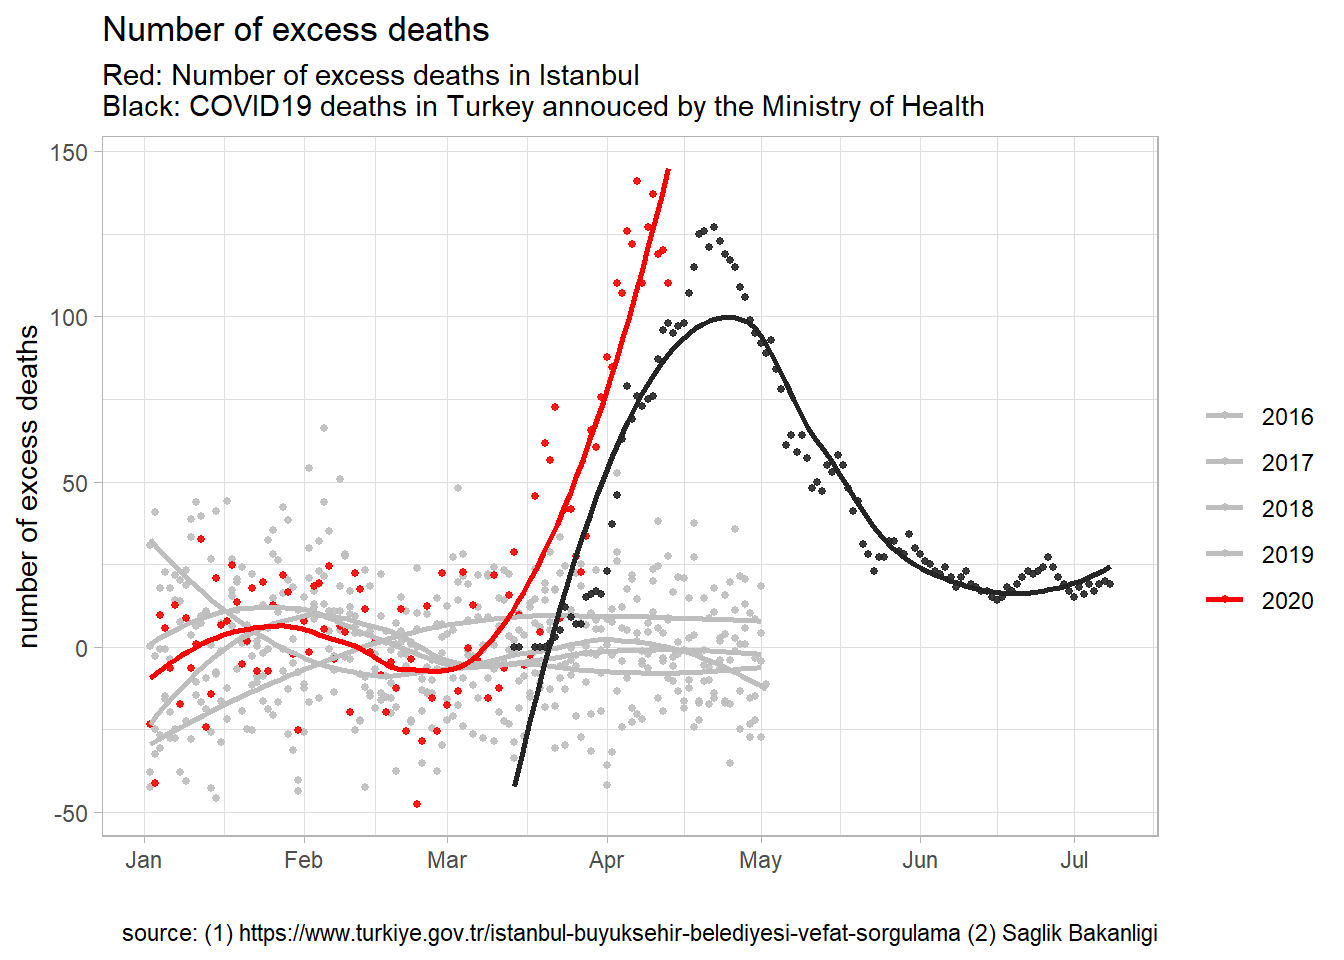 Number of excess deaths
Red: Number of excess deaths in Istanbul
Black: COVID19 deaths in Turkey annouced by the Ministry of Health
number of excess deaths
150
100
50
0
-50
Jan
Feb
Mar
Apr
May
Jun
Jul
2016
2017
2018
2019
2020
source: (1) https://www.turkiye.gov.tr/istanbul-buyuksehir-belediyesi-vefat-sorgulama (2) Saglik Bakanligi